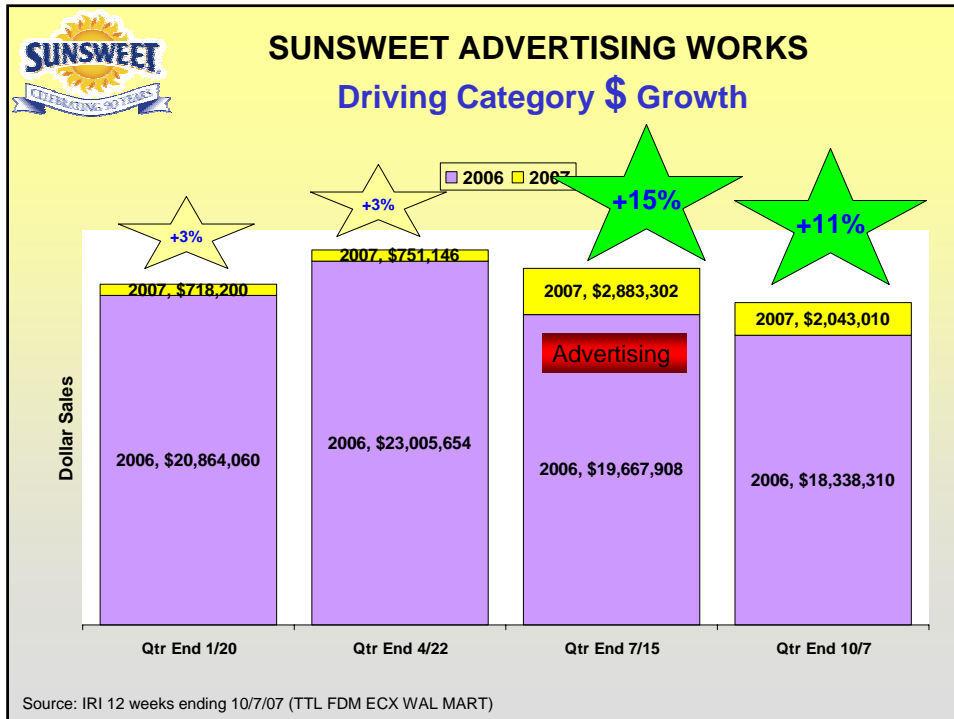 SUNSWEET
CELEBRATING 90 YEARS
SUNSWEET ADVERTISING WORKS
Driving Category $ Growth
2006 2007
+3%
+3%
+15%
+11%
2007, $718,200
2007, $751,146
2007, $2,883,302
2007, $2,043,010
Advertising
2006, $20,864,060
2006, $23,005,654
2006, $19,667,908
2006, $18,338,310
Dollar Sales
Qtr End 1/20
Qtr End 4/22
Qtr End 7/15
Qtr End 10/7
Source: IRI 12 weeks ending 10/7/07 (TTL FDM ECX WAL MART)